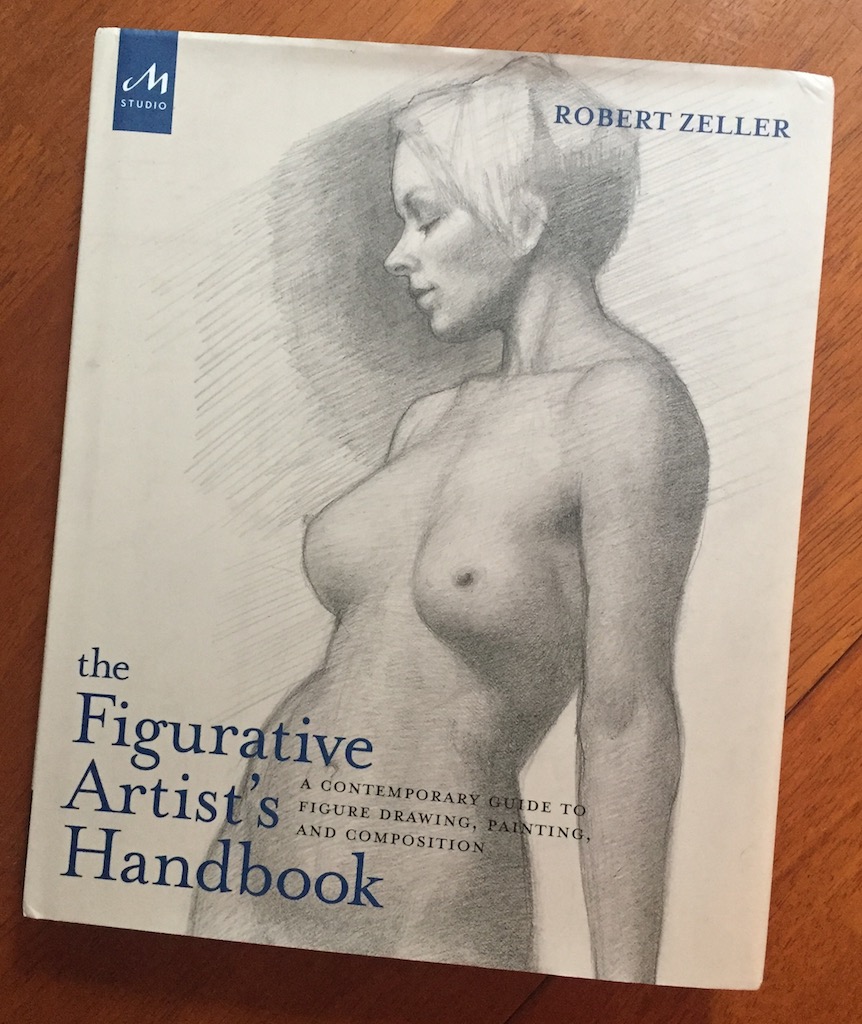 M
STUDIO
ROBERT ZELLER
the
Figurative
Artist's
Handbook
A CONTEMPORARY GUIDE TO
FIGURE DRAWING, PAINTING,
AND COMPOSITION